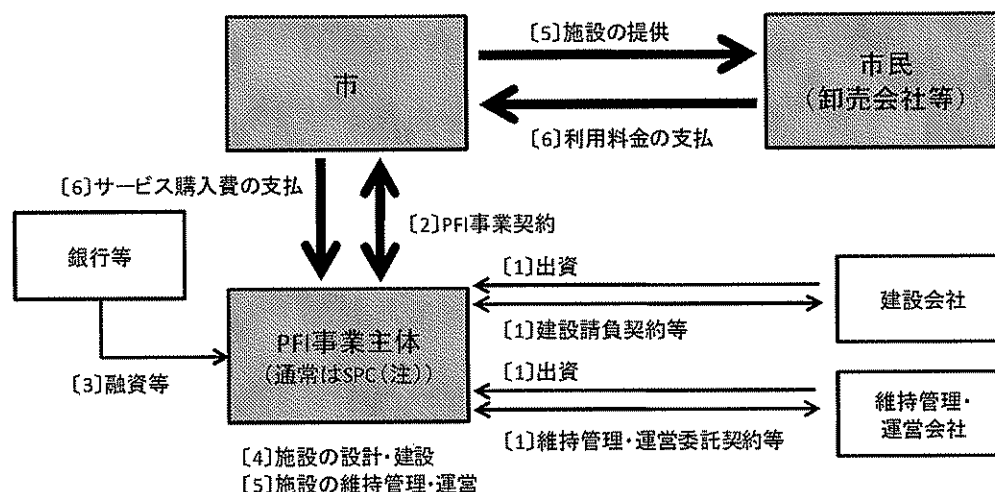 〔5〕施設の提供
市
市民
(卸売会社等)
〔6〕利用料金の支払
〔6〕サービス購入費の支払
〔2〕PFI事業契約
銀行等
〔1〕出資
建設会社
〔1〕建設請負契約等
PFI事業主体
(通常はSPC(注))
〔3〕融資等
〔1〕出資
維持管理・
運営会社
〔1〕維持管理・運営委託契約等
〔4〕施設の設計・建設
〔5〕施設の維持管理・運営